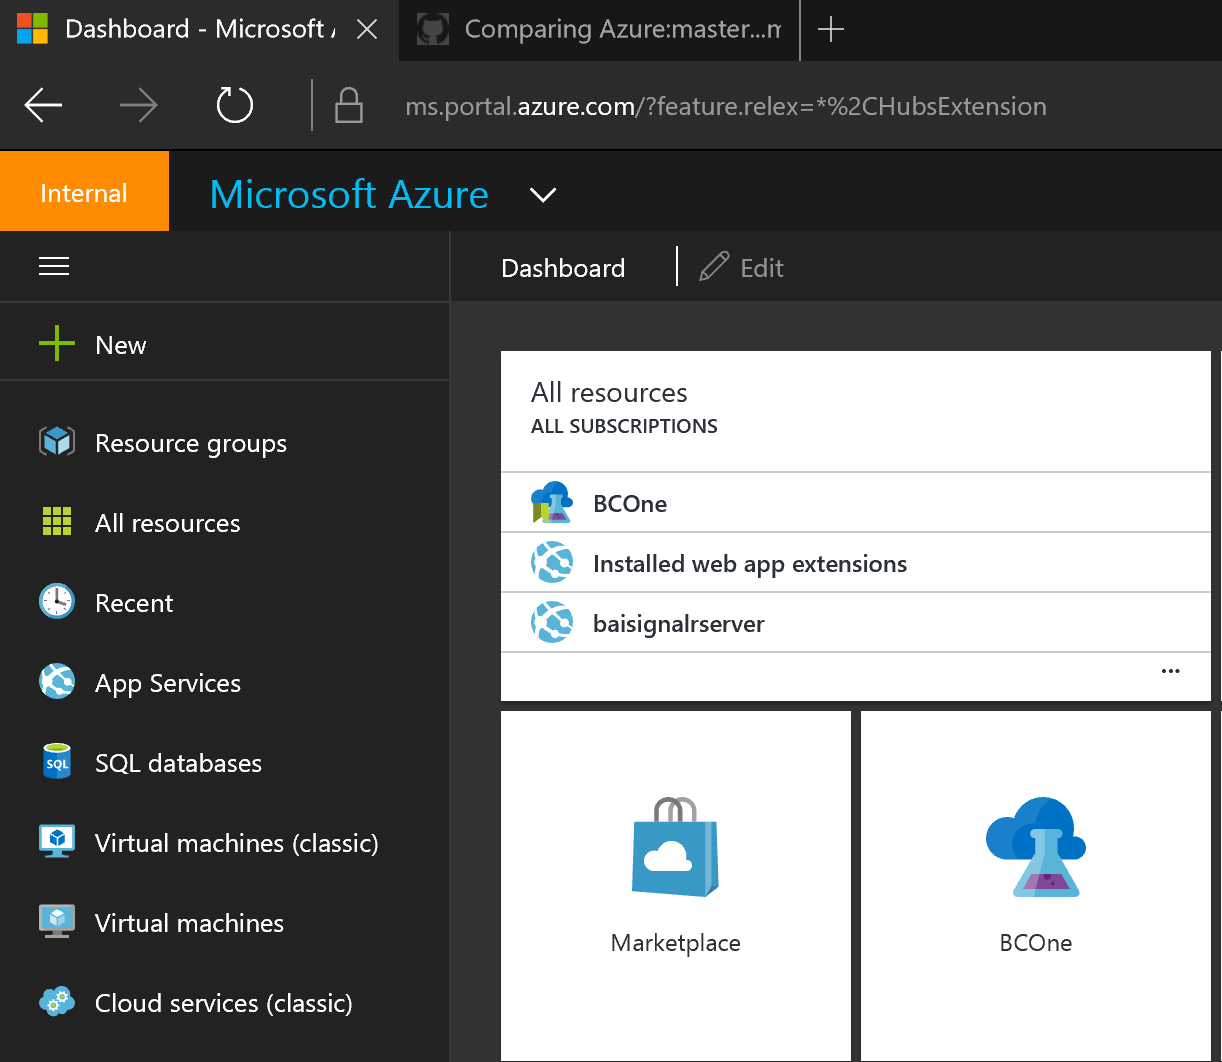 Dashboard - Microsoft
Comparing Azure:master...m
ms.portal.azure.com/?feature.relex=*%2CHubsExtension
Internal
Microsoft Azure
Dashboard
Edit
New
Resource groups
All resources
Recent
App Services
SQL
SQL databases
Virtual machines (classic)
Virtual machines
Cloud services (classic)
All resources
ALL SUBSCRIPTIONS
BCOne
Installed web app extensions
baisignalrserver
...
Marketplace
BCOne